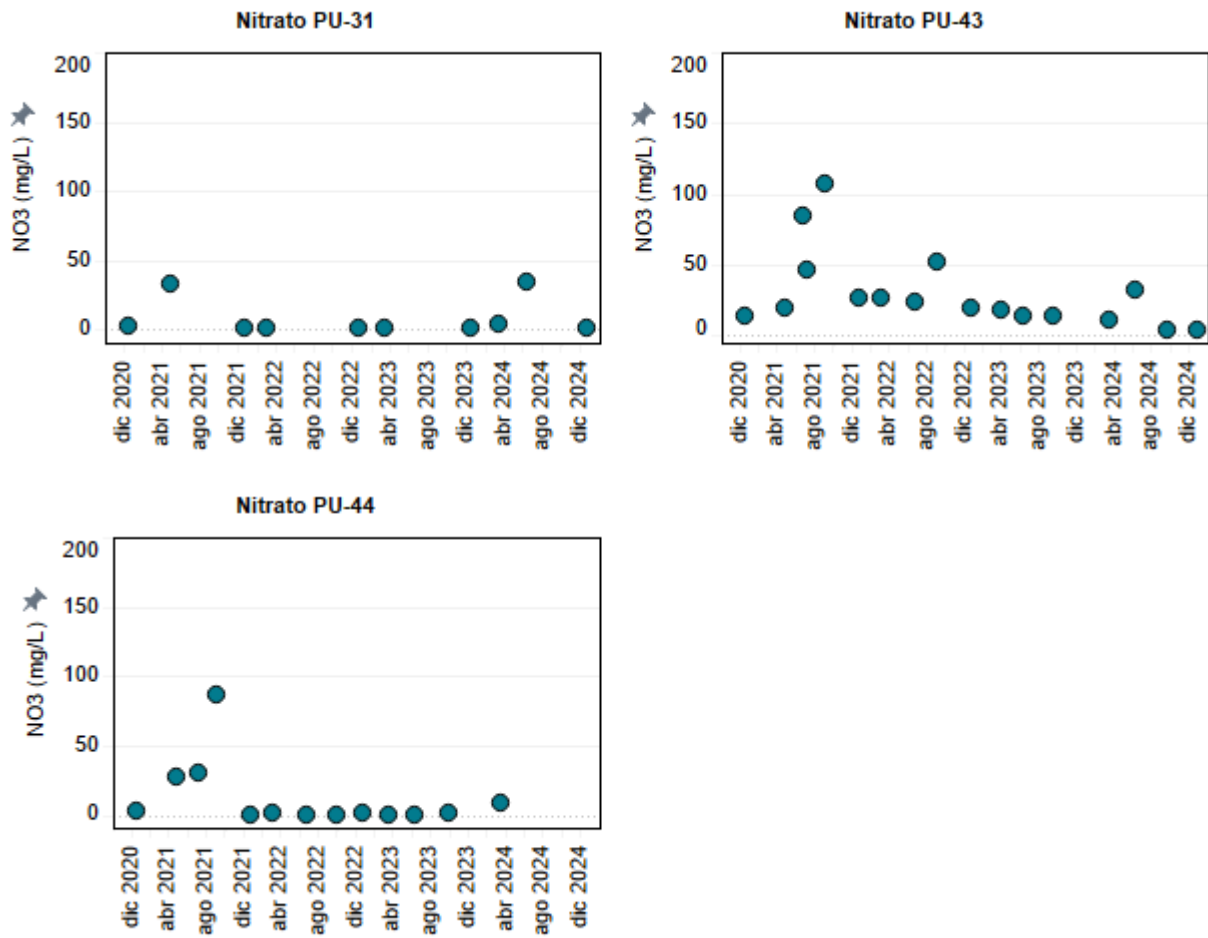 Nitrato PU-31
200
150
100
50
0
NO3 (mg/L)
dic 2020
abr 2021
ago 2021
dic 2021
abr 2022
ago 2022
dic 2022
abr 2023
ago 2023
dic 2023
abr 2024
ago 2024
dic 2024
Nitrato PU-43
200
150
100
50
0
NO3 (mg/L)
dic 2020
abr 2021
ago 2021
dic 2021
abr 2022
ago 2022
dic 2022
abr 2023
ago 2023
dic 2023
abr 2024
ago 2024
dic 2024
Nitrato PU-44
200
150
100
50
0
NO3 (mg/L)
dic 2020
abr 2021
ago 2021
dic 2021
abr 2022
ago 2022
dic 2022
abr 2023
ago 2023
dic 2023
abr 2024
ago 2024
dic 2024